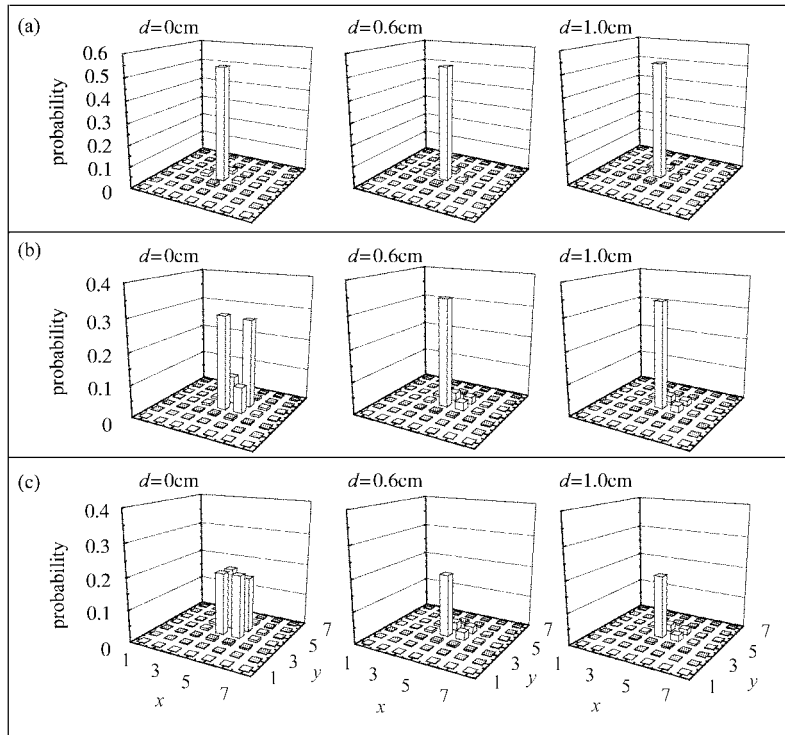 (a)
d=0cm
d=0.6cm
d=1.0cm
probability
0.6
0.5
0.4
0.3
0.2
0.1
0
(b)
d=0cm
d=0.6cm
d=1.0cm
probability
0.4
0.3
0.2
0.1
0
(c)
d=0cm
d=0.6cm
d=1.0cm
probability
0.4
0.3
0.2
0.1
0
1 3 5 7
x
1 3 5 7
y
1 3 5 7
x
1 3 5 7
y
1 3 5 7
x
1 3 5 7
y